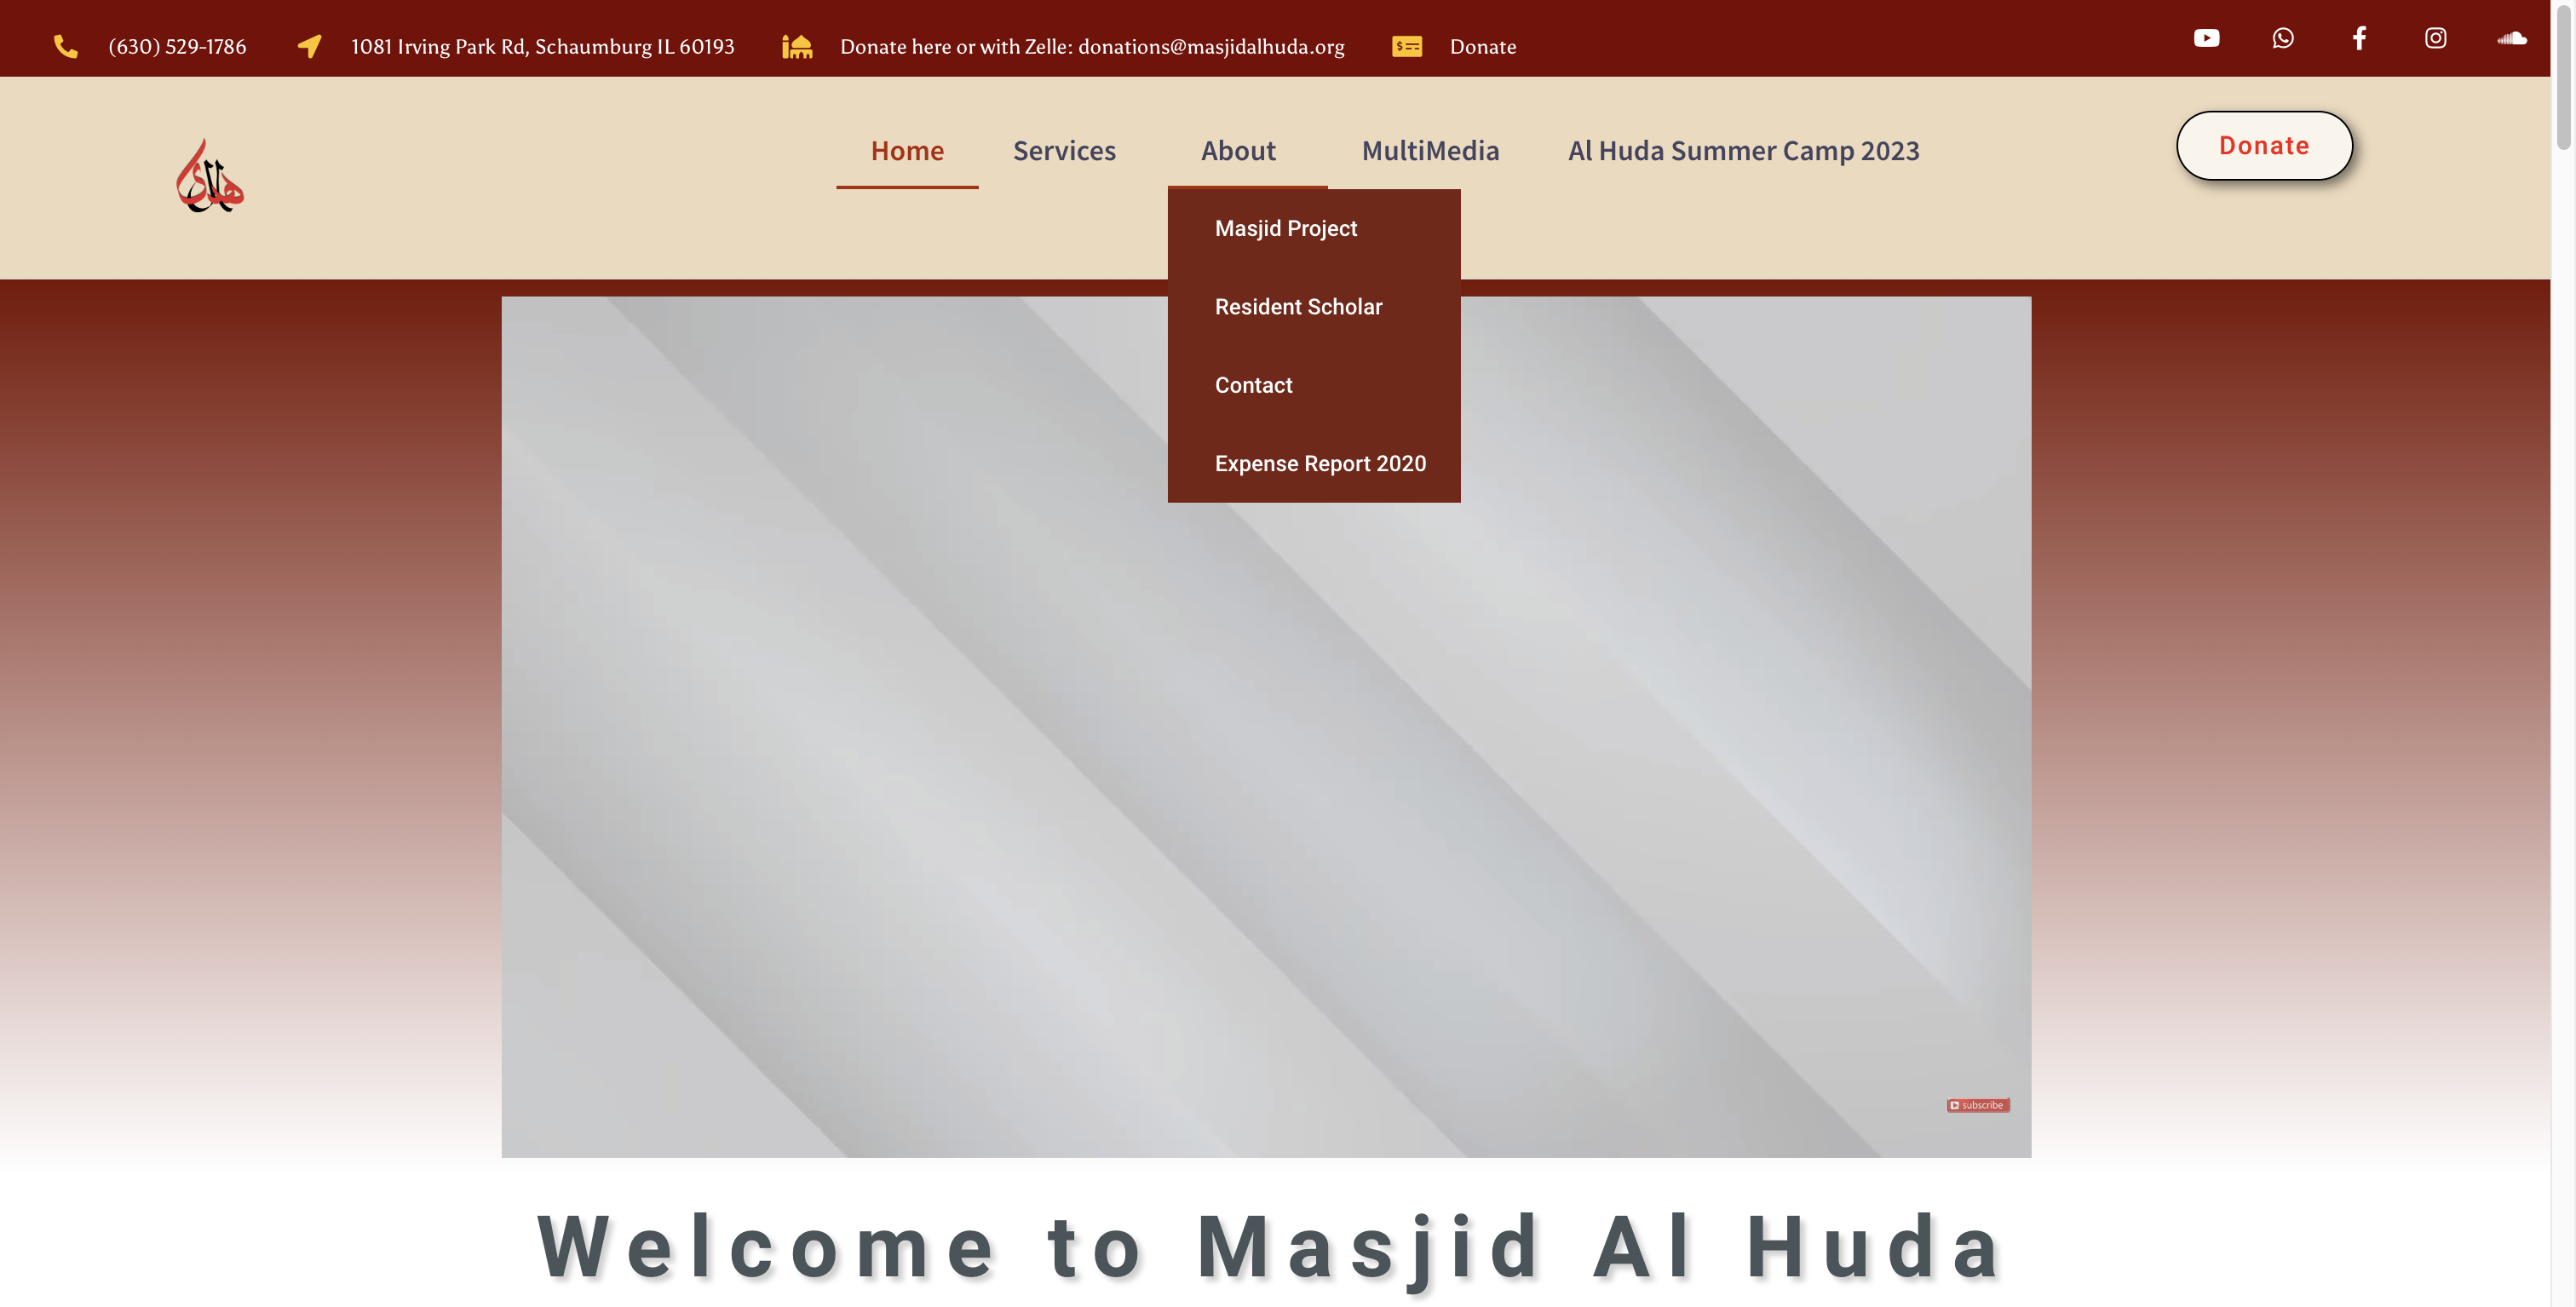 (630) 529-1786 1081 Irving Park Rd, Schaumburg IL 60193 Donate here or with Zelle: donations@masjidalhuda.org Donate
الهدى
Home Services About MultiMedia Al Huda Summer Camp 2023 Donate
Masjid Project
Resident Scholar
Contact
Expense Report 2020
subscribe
Welcome to Masjid Al Huda